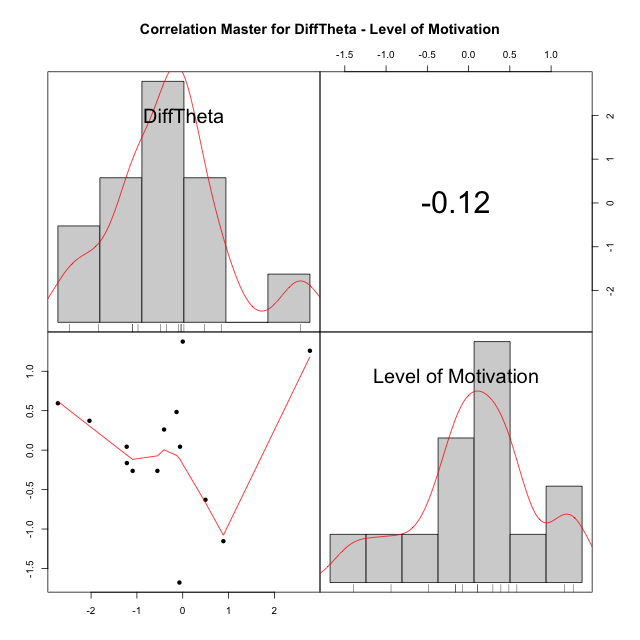 Correlation Master for DiffTheta - Level of Motivation
-1.5 -1.0 -0.5 0.0 0.5 1.0
DiffTheta
-0.12
2
1
0
-1
-2
Level of Motivation
1.0
0.5
0.0
-0.5
-1.0
-1.5
-2 -1 0 1 2